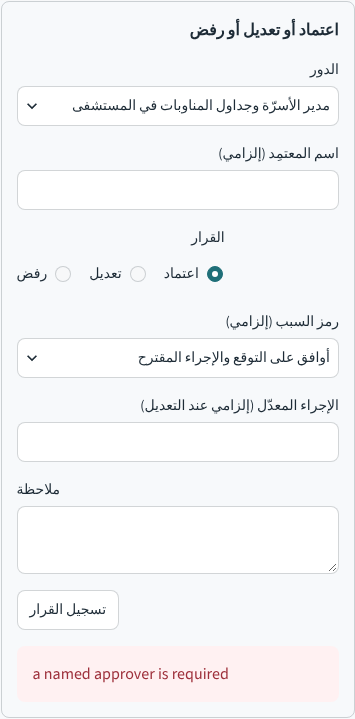 اعتماد أو تعديل أو رفض
الدور
مدير الأسرّة وجداول المناوبات في المستشفى
اسم المعتمِد (إلزامي)
القرار
اعتماد تعديل رفض
رمز السبب (إلزامي)
أوافق على التوقع والإجراء المقترح
الإجراء المعدّل (إلزامي عند التعديل)
ملاحظة
تسجيل القرار
a named approver is required